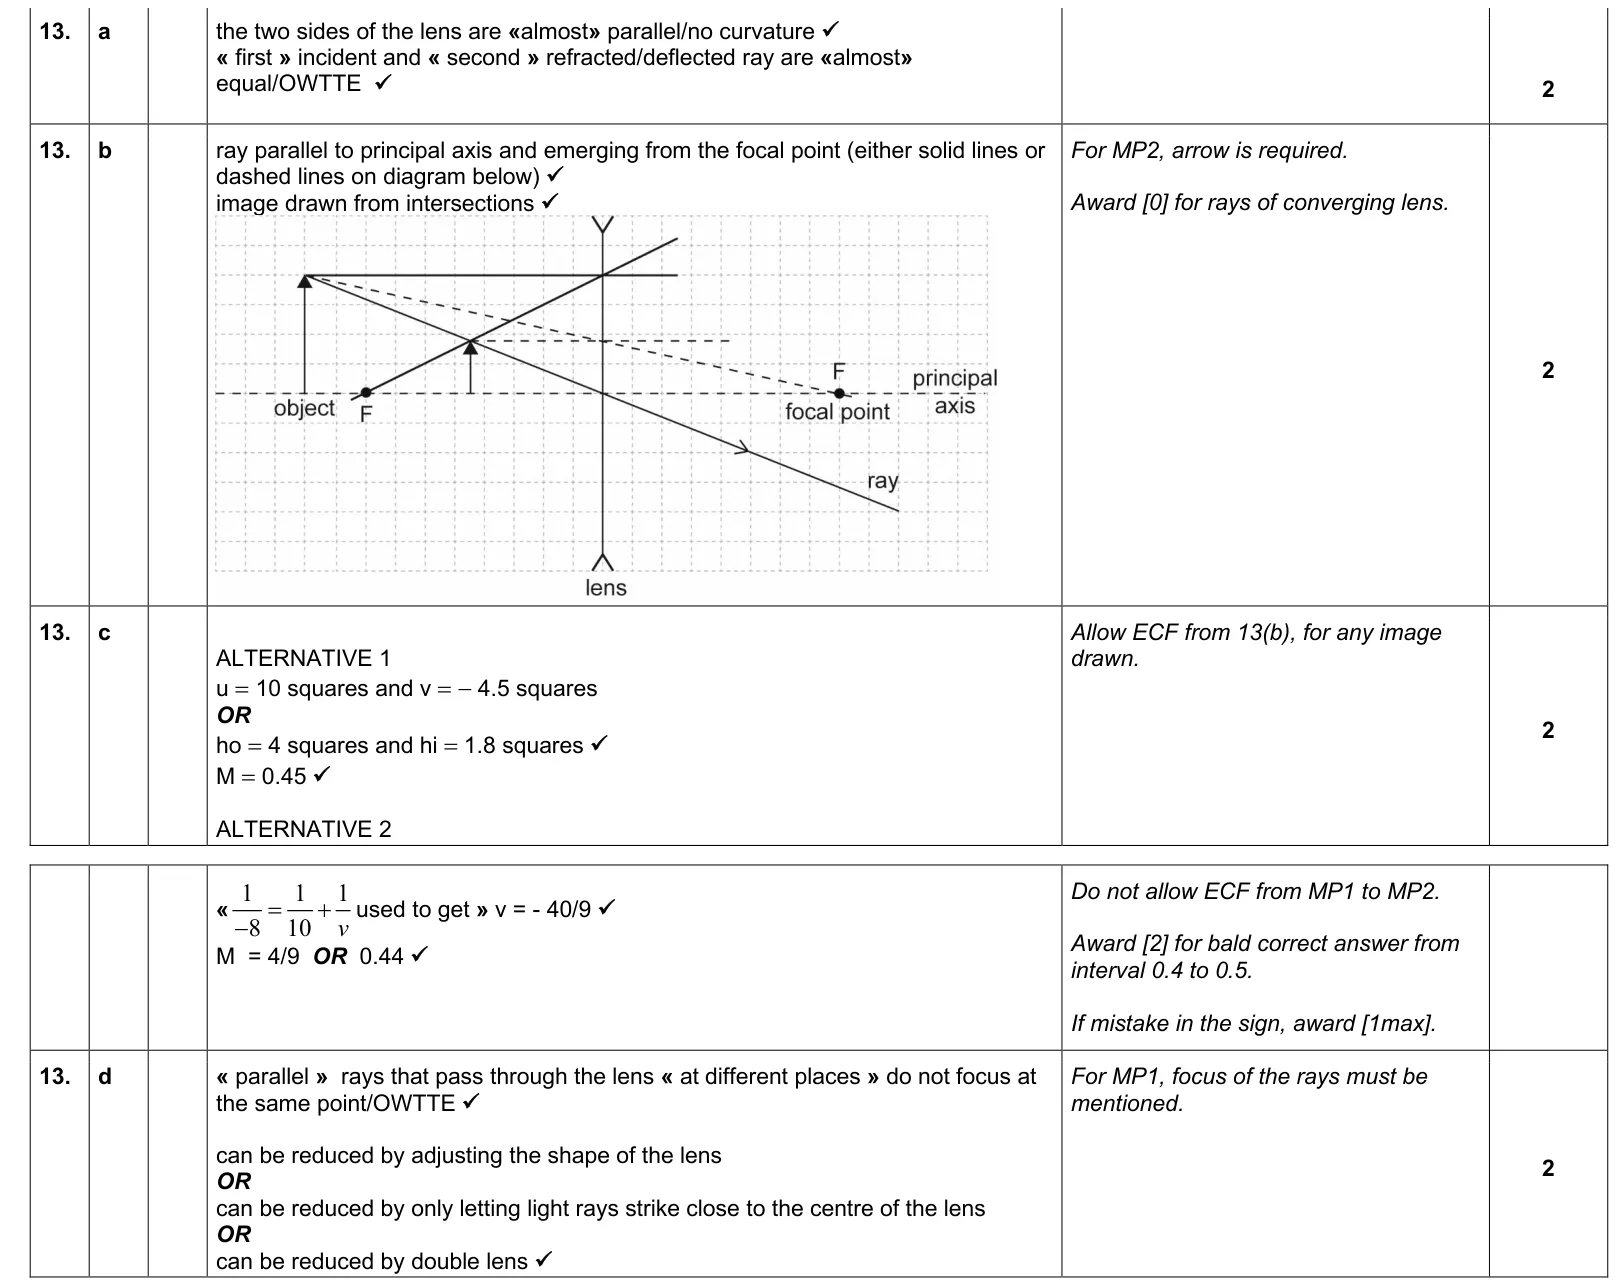 13. a the two sides of the lens are «almost» parallel/no curvature ✓
« first » incident and « second » refracted/deflected ray are «almost»
equal/OWTTE ✓
2
13. b ray parallel to principal axis and emerging from the focal point (either solid lines or
dashed lines on diagram below) ✓
image drawn from intersections ✓
For MP2, arrow is required.
Award [0] for rays of converging lens.
F
principal
axis
object F
focal point
ray
lens
2
13. c
ALTERNATIVE 1
u = 10 squares and v = − 4.5 squares
OR
ho = 4 squares and hi = 1.8 squares ✓
M = 0.45 ✓
ALTERNATIVE 2
Allow ECF from 13(b), for any image
drawn.
2
« 1/−8 = 1/10 + 1/v used to get » v = - 40/9 ✓
M = 4/9 OR 0.44 ✓
Do not allow ECF from MP1 to MP2.
Award [2] for bald correct answer from
interval 0.4 to 0.5.
If mistake in the sign, award [1max].
13. d « parallel » rays that pass through the lens « at different places » do not focus at
the same point/OWTTE ✓
can be reduced by adjusting the shape of the lens
OR
can be reduced by only letting light rays strike close to the centre of the lens
OR
can be reduced by double lens ✓
For MP1, focus of the rays must be
mentioned.
2